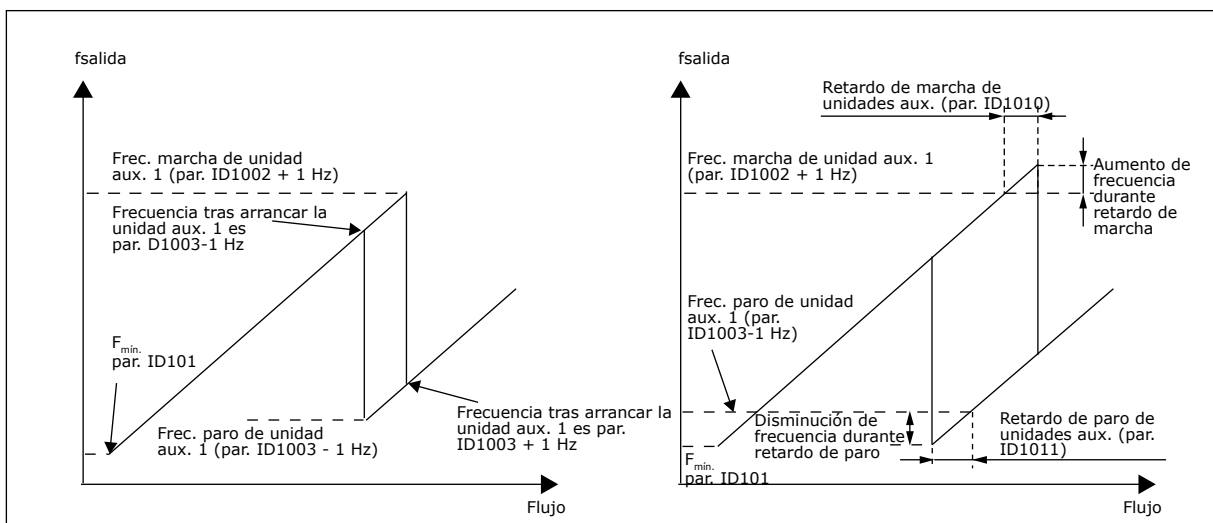 fsalida
Frec. marcha de unidad
aux. 1 (par. ID1002 + 1 Hz)
Frecuencia tras arrancar la
unidad aux. 1 es
par. D1003-1 Hz
Fmín.
par. ID101
Frec. paro de unidad
aux. 1 (par. ID1003 - 1 Hz)
Frecuencia tras arrancar la
unidad aux. 1 es par.
ID1003 + 1 Hz
Flujo
fsalida
Retardo de marcha de
unidades aux. (par. ID1010)
Frec. marcha de unidad aux. 1
(par. ID1002 + 1 Hz)
Aumento de
frecuencia
durante
retardo de
marcha
Frec. paro de unidad
aux. 1 (par.
ID1003-1 Hz)
Disminución de
frecuencia durante
retardo de paro
Retardo de paro de
unidades aux. (par.
ID1011)
Fmín.
par. ID101
Flujo